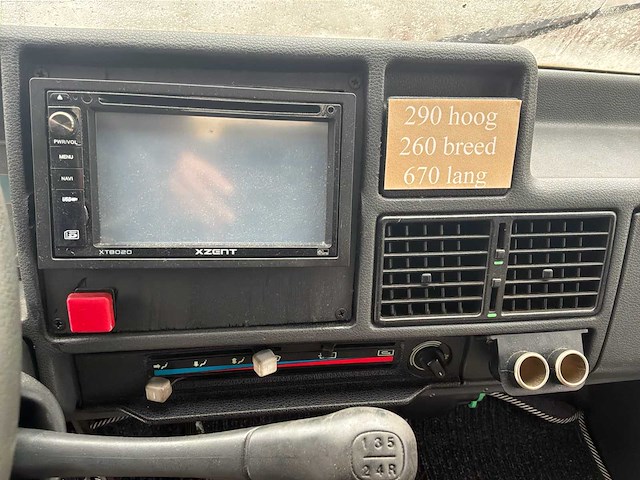 290 hoog
260 breed
670 lang
PWR/VOL
MENU
NAVI
XT8020
XZENT
1 3 5
2 4 R